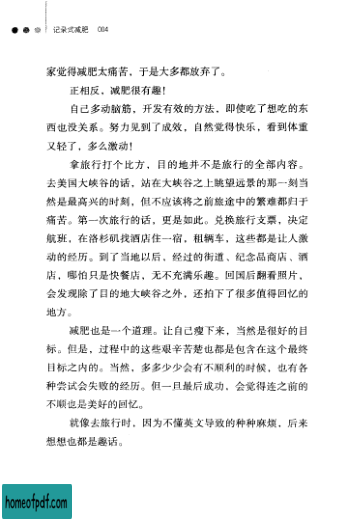 记录式减肥 004
家觉得减肥太痛苦，于是大多都放弃了。
正相反，减肥很有趣！
自己多动脑筋，开发有效的方法，即使吃了想吃的东
西也没关系。努力见到了成效，自然觉得快乐，看到体重
又轻了，多么激动！
拿旅行打个比方，目的地并不是旅行的全部内容。
去美国大峡谷的话，站在大峡谷之上眺望远景的那一刻当
然是最高兴的时刻，但不应该将之前旅途中的繁难都归于
痛苦。第一次旅行的话，更是如此。兑换旅行支票，决定
航班，在洛杉矶找酒店住一宿，租辆车，这些都是让人激
动的经历。到了当地以后，经过的街道、纪念品商店、酒
店，哪怕只是快餐店，无不充满乐趣。回国后翻看照片，
会发现除了目的地大峡谷之外，还拍下了很多值得回忆的
地方。
减肥也是一个道理。让自己瘦下来，当然是很好的目
标。但是，过程中的这些艰辛苦楚也都是包含在这个最终
目标之内的。当然，多多少少会有不顺利的时候，也有各
种尝试会失败的经历。但一旦最后成功，会觉得连之前的
不顺也是美好的回忆。
就像去旅行时，因为不懂英文导致的种种麻烦，后来
想想也都是趣话。
homeofpdf.com